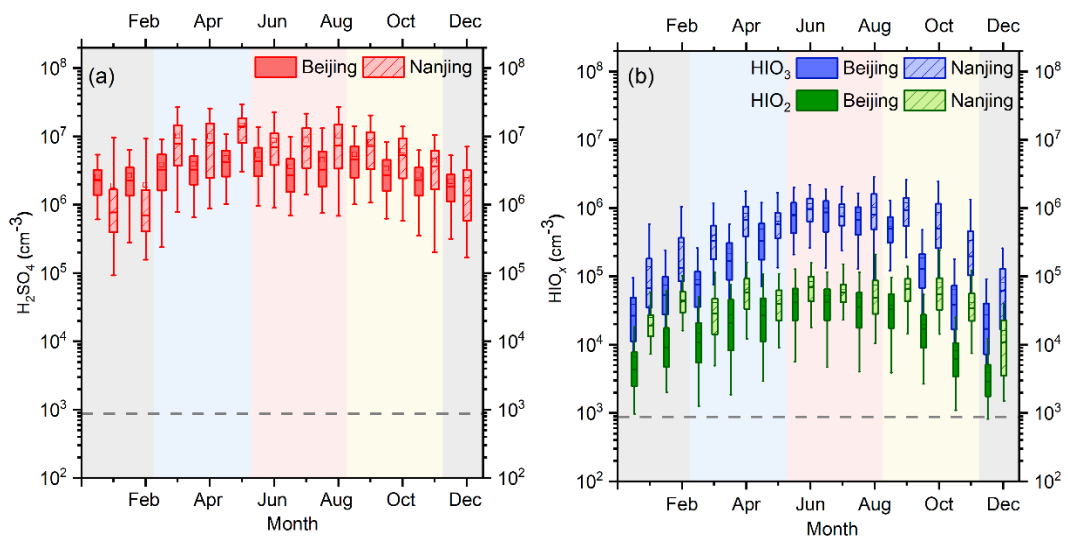 Feb Apr Jun Aug Oct Dec
(a)
Beijing Nanjing
10⁸ 10⁸
10⁷ 10⁷
10⁶ 10⁶
10⁵ 10⁵
10⁴ 10⁴
10³ 10³
10² 10²
H₂SO₄ (cm⁻³)
Feb Apr Jun Aug Oct Dec
Month
Feb Apr Jun Aug Oct Dec
(b)
HIO₃ Beijing Nanjing
HIO₂ Beijing Nanjing
10⁸ 10⁸
10⁷ 10⁷
10⁶ 10⁶
10⁵ 10⁵
10⁴ 10⁴
10³ 10³
10² 10²
HIOₓ (cm⁻³)
Feb Apr Jun Aug Oct Dec
Month